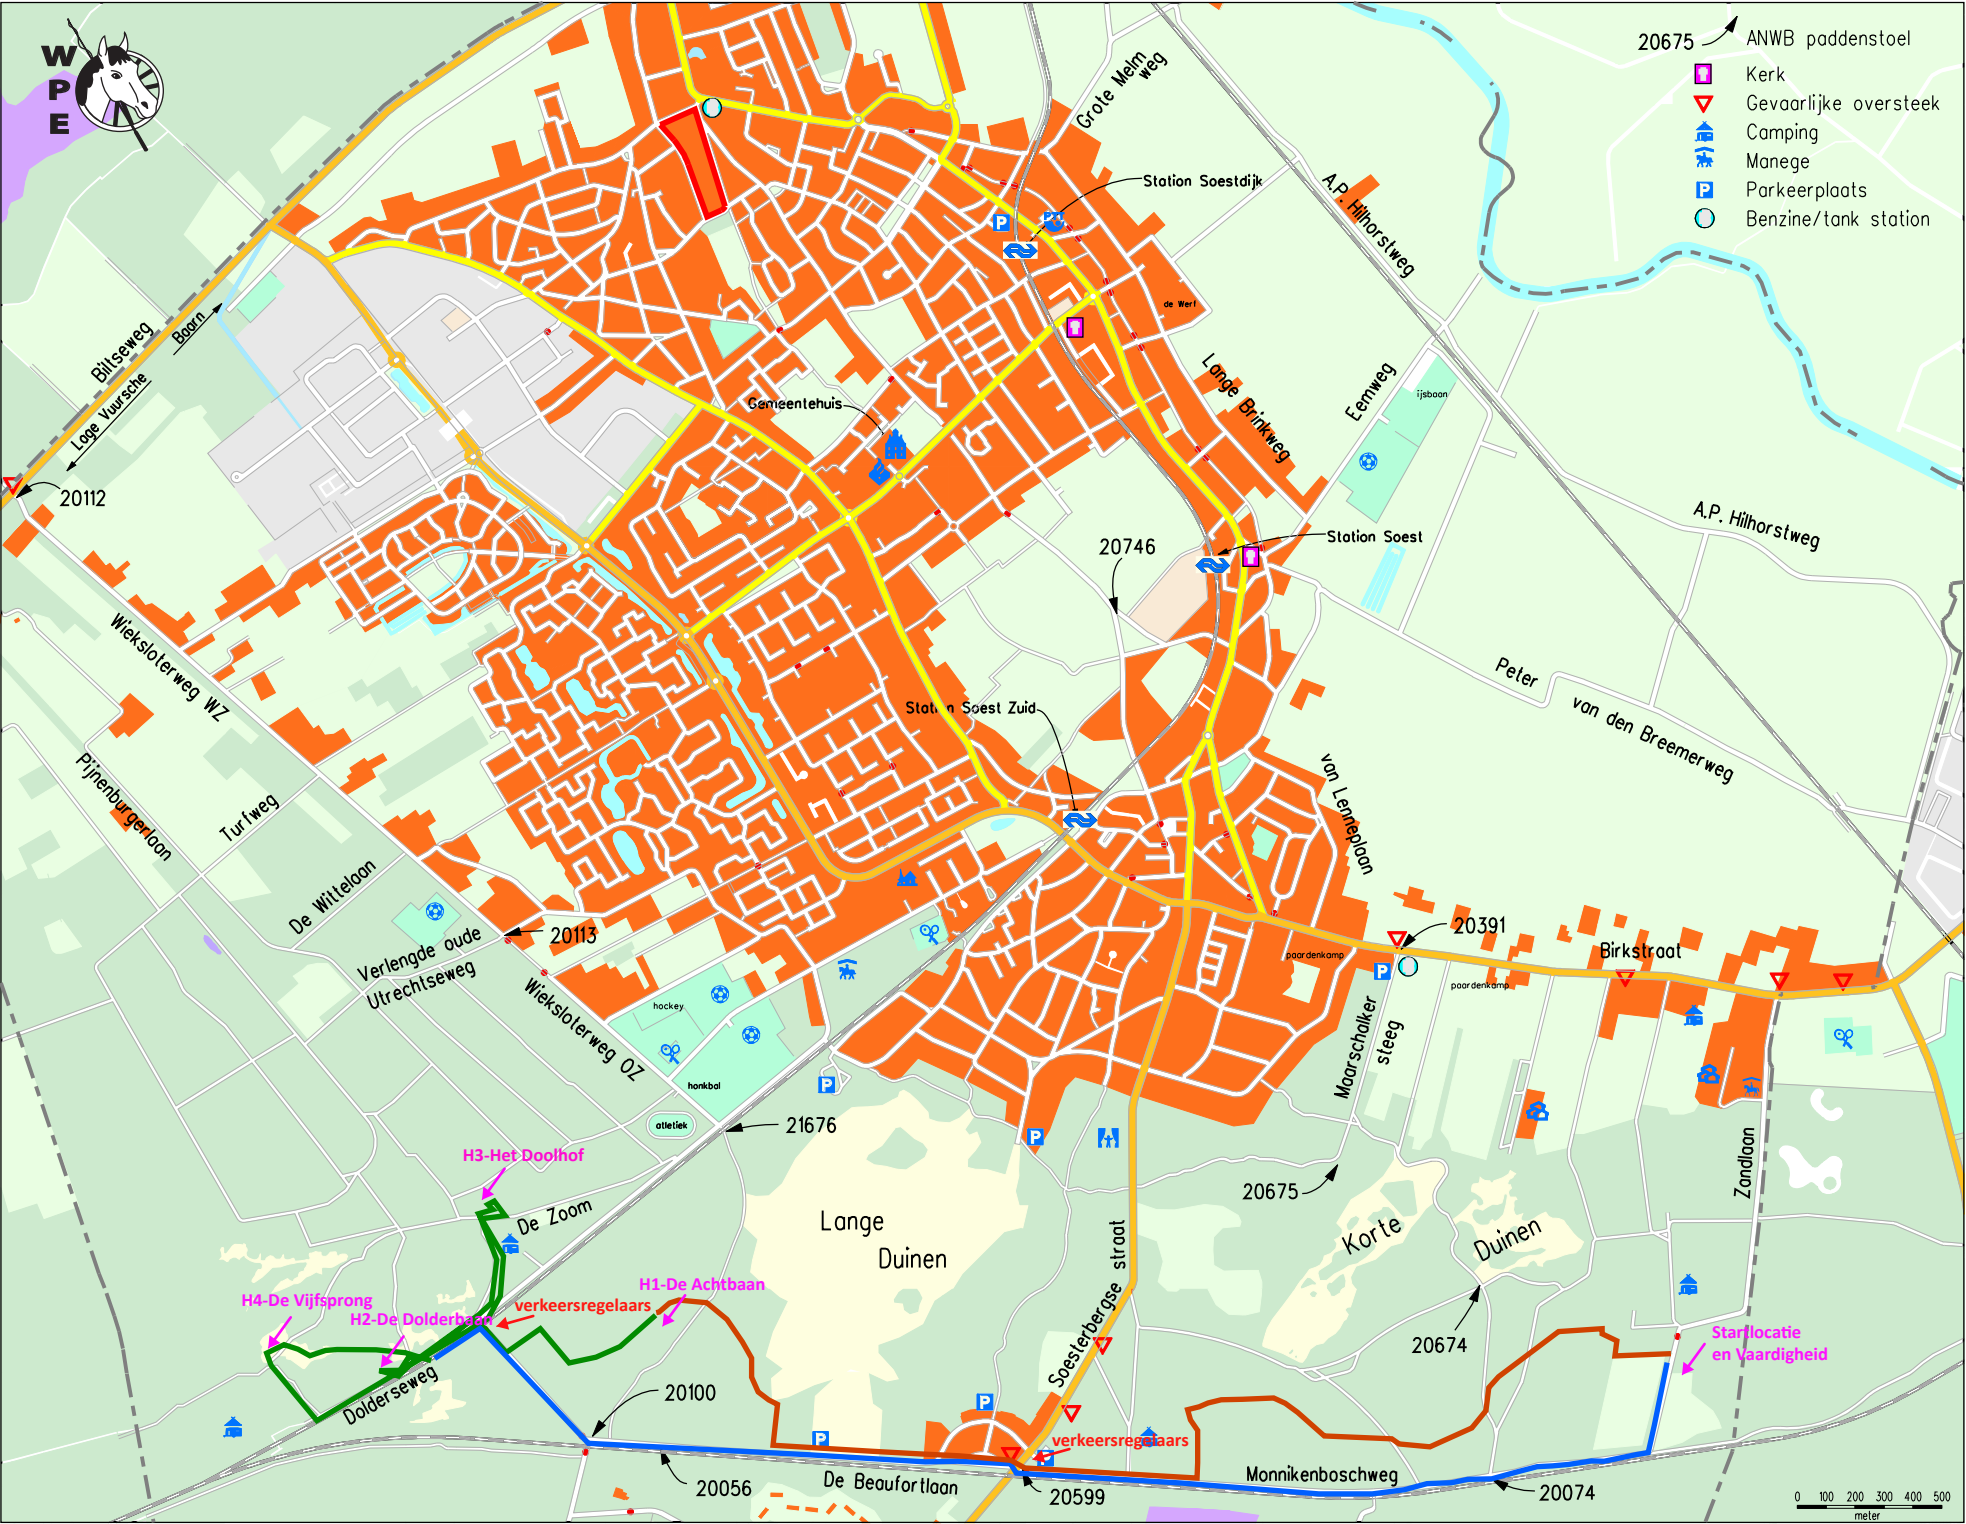 W
P
E
20675
ANWB paddenstoel
Kerk
Gevaarlijke oversteek
Camping
Manege
Parkeerplaats
Benzine/tank station
Grote Melm
weg
Station Soestdijk
A.P. Hilhorstweg
de Werf
Biltseweg
Baarn
Lage Vuursche
20112
Gemeentehuis
Lange Brinkweg
Eemweg
ijsbaan
A.P. Hilhorstweg
20746
Station Soest
Peter
van den Breemerweg
Wieksloterweg WZ
Station Soest Zuid
Pijnenburgerlaan
Turfweg
De Wittelaan
van Lenneplaan
Verlengde oude
Utrechtseweg
20113
20391
Birkstraat
paardenkamp
paardenkamp
Wieksloterweg OZ
hockey
honkbal
atletiek
Maarschalker
steeg
21676
20675
Zandlaan
H3-Het Doolhof
De Zoom
Lange
Duinen
Korte
Duinen
Soesterbergse straat
H4-De Vijfsprong
H2-De Dolderbaan
verkeersregelaars
H1-De Achtbaan
20674
Startlocatie
en Vaardigheid
Dolderseweg
20100
verkeersregelaars
20056
De Beaufortlaan
20599
Monnikenboschweg
20074
0 100 200 300 400 500
meter
P
P
P
P
P
P